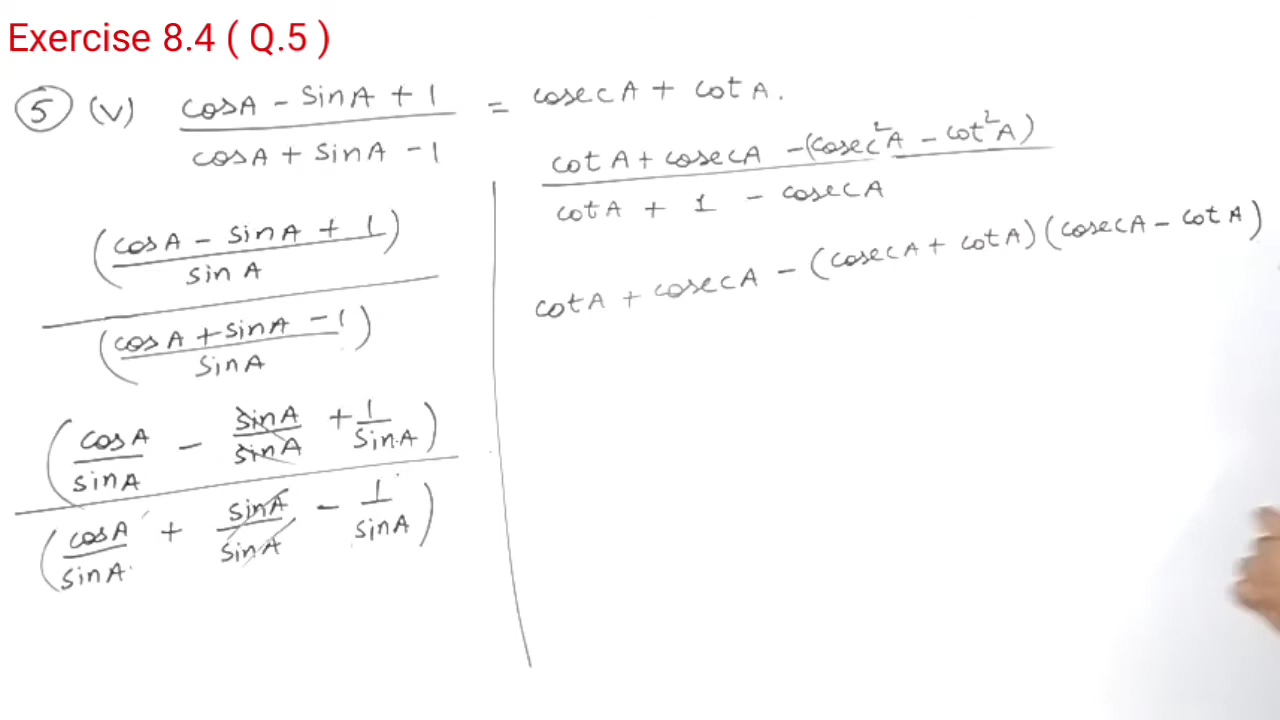 Exercise 8.4 ( Q.5 )
5 (v) cosA - sinA + 1 / cosA + sinA - 1 = cosecA + cotA.
(cosA - sinA + 1 / sinA)
(cosA + sinA - 1 / sinA)
(cosA / sinA - sinA / sinA + 1 / sinA)
(cosA / sinA + sinA / sinA - 1 / sinA)
cotA + cosecA - (cosec²A - cot²A)
cotA + 1 - cosecA
cotA + cosecA - (cosecA + cotA)(cosecA - cotA)